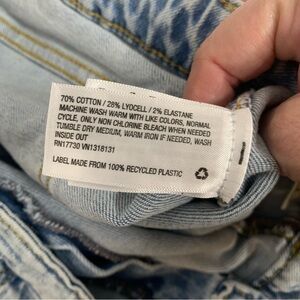 70% COTTON / 28% LYOCELL / 2% ELASTANE
MACHINE WASH WARM WITH LIKE COLORS, NORMAL
CYCLE, ONLY NON CHLORINE BLEACH WHEN NEEDED
TUMBLE DRY MEDIUM, WARM IRON IF NEEDED, WASH
INSIDE OUT
RN17730 VN1318131
LABEL MADE FROM 100% RECYCLED PLASTIC